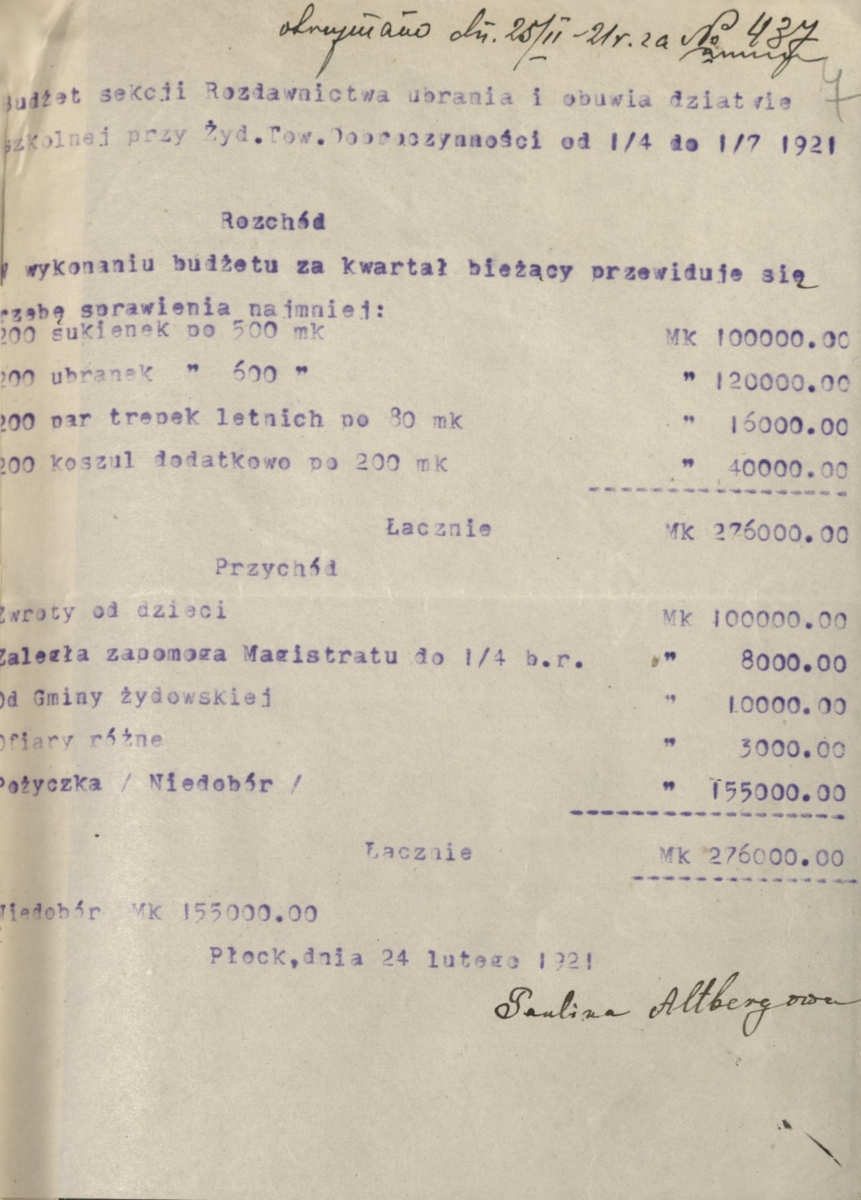 otrzymano dn. 25/II-21r. za № 437
7
Budżet sekcji Rozdawnictwa ubrania i obuwia dziatwie
szkolnej przy Żyd.Tow.Dobroczynności od 1/4 do 1/7 1921
Rozchód
W wykonaniu budżetu za kwartał bieżący przewiduje się
rzebę sprawienia najmniej:
200 sukienek po 500 mk Mk 100000.00
200 ubranek " 600 " " 120000.00
200 par trepek letnich po 80 mk " 16000.00
200 koszul dodatkowo po 200 mk " 40000.00
Łacznie Mk 276000.00
Przychód
Zwroty od dzieci Mk 100000.00
Zaległa zapomoga Magistratu do 1/4 b.r. " 8000.00
Od Gminy żydowskiej " 10000.00
Ofiary różne " 3000.00
Pożyczka / Niedobór / " 155000.00
Łacznie Mk 276000.00
Niedobór Mk 155000.00
Płock,dnia 24 lutego 1921
Paulina Altbergowa